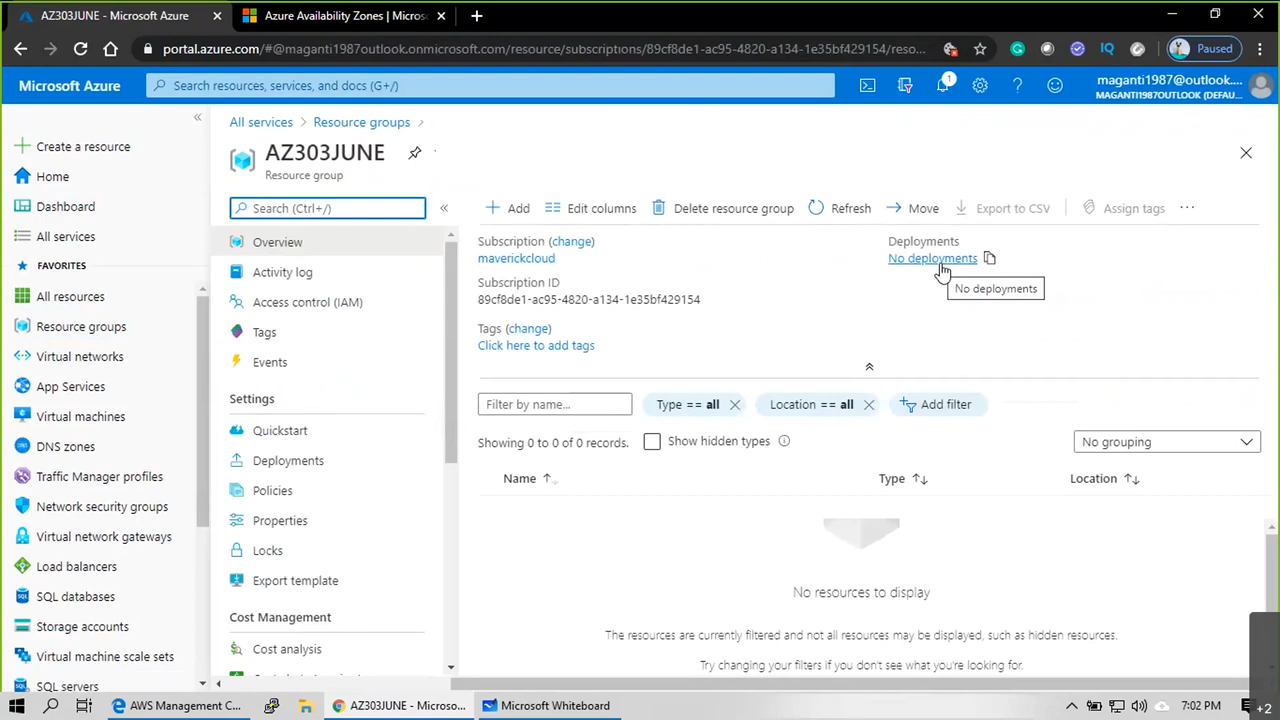 AZ303JUNE - Microsoft Azure
Azure Availability Zones | Micros
portal.azure.com/#@maganti1987outlook.onmicrosoft.com/resource/subscriptions/89cf8de1-ac95-4820-a134-1e35bf429154/reso...
IQ
Paused
Microsoft Azure
Search resources, services, and docs (G+/)
1
maganti1987@outlook....
MAGANTI1987OUTLOOK (DEFAU...
Create a resource
Home
Dashboard
All services
FAVORITES
All resources
Resource groups
Virtual networks
App Services
Virtual machines
DNS zones
Traffic Manager profiles
Network security groups
Virtual network gateways
Load balancers
SQL databases
Storage accounts
Virtual machine scale sets
SQL servers
All services
Resource groups
AZ303JUNE
Resource group
Search (Ctrl+/)
Overview
Activity log
Access control (IAM)
Tags
Events
Settings
Quickstart
Deployments
Policies
Properties
Locks
Export template
Cost Management
Cost analysis
Add
Edit columns
Delete resource group
Refresh
Move
Export to CSV
Assign tags
Subscription (change)
maverickcloud
Subscription ID
89cf8de1-ac95-4820-a134-1e35bf429154
Tags (change)
Click here to add tags
Deployments
No deployments
No deployments
Filter by name...
Type == all
Location == all
Add filter
Showing 0 to 0 of 0 records.
Show hidden types
No grouping
Name
Type
Location
No resources to display
The resources are currently filtered and not all resources may be displayed, such as hidden resources.
Try changing your filters if you don't see what you're looking for.
AWS Management C...
AZ303JUNE - Micros...
Microsoft Whiteboard
7:02 PM
+2